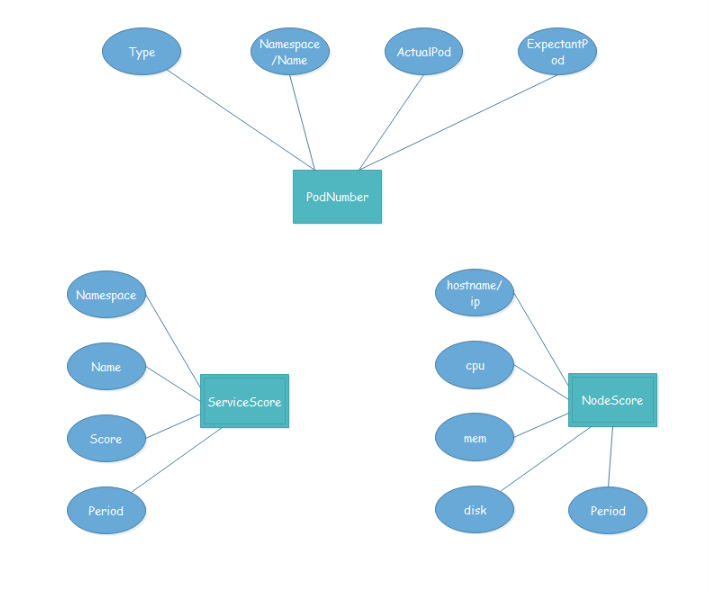 Type
Namespace
/Name
ActualPod
ExpectantP
od
PodNumber
Namespace
Name
Score
Period
ServiceScore
hostname/
ip
cpu
mem
disk
Period
NodeScore